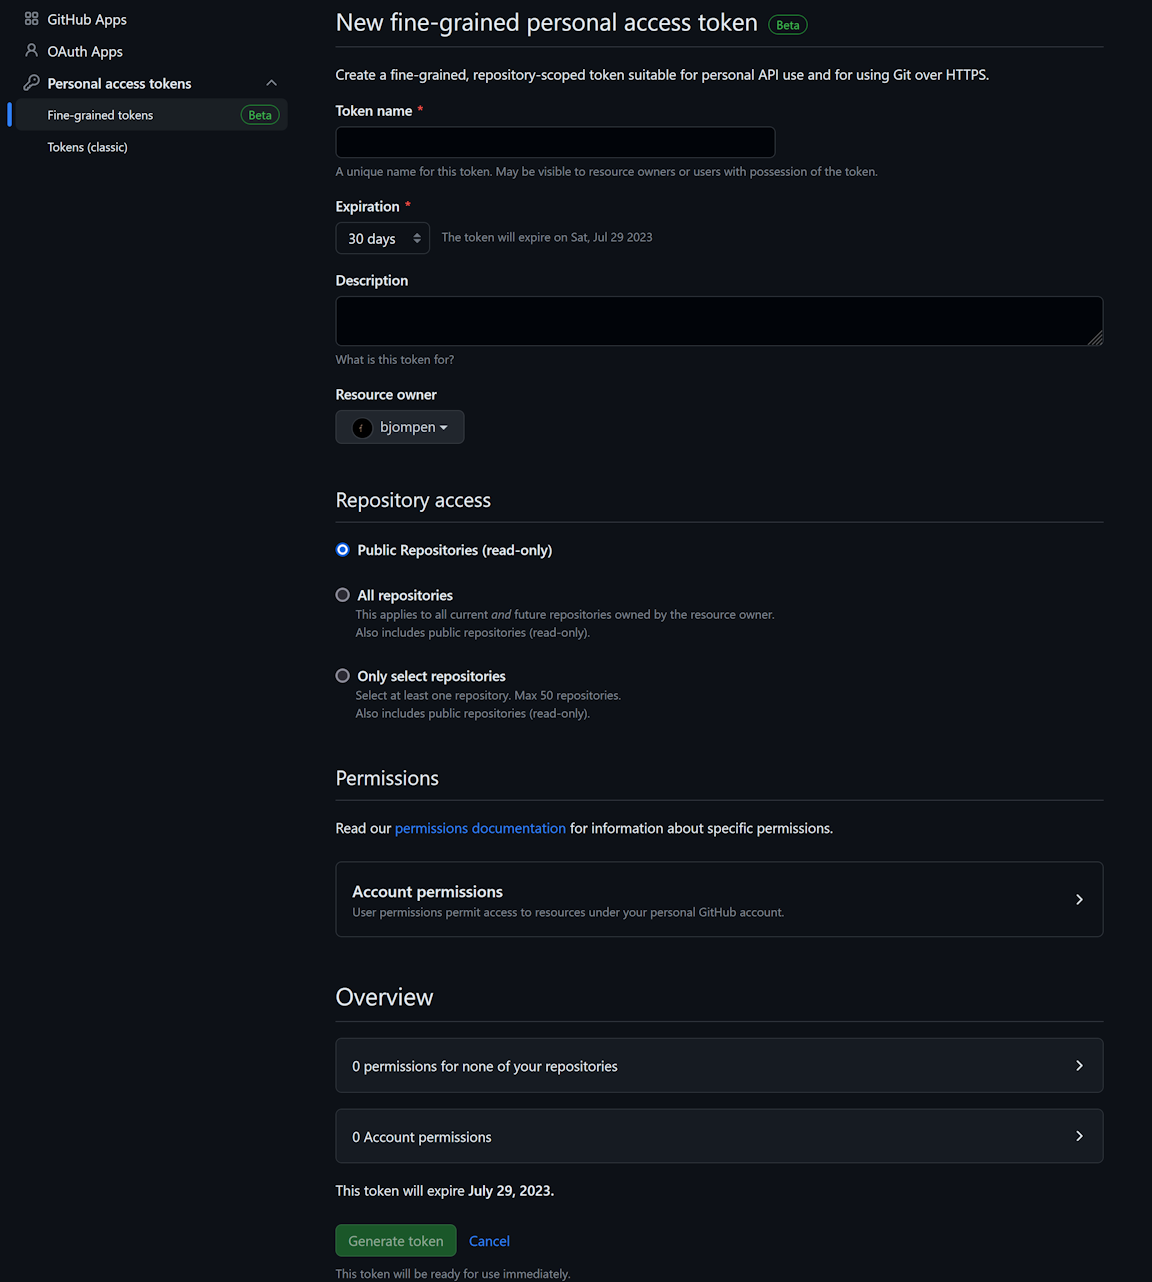 GitHub Apps
OAuth Apps
Personal access tokens
Fine-grained tokens Beta
Tokens (classic)
New fine-grained personal access token Beta
Create a fine-grained, repository-scoped token suitable for personal API use and for using Git over HTTPS.
Token name *
A unique name for this token. May be visible to resource owners or users with possession of the token.
Expiration *
30 days The token will expire on Sat, Jul 29 2023
Description
What is this token for?
Resource owner
f bjompen
Repository access
Public Repositories (read-only)
All repositories
This applies to all current and future repositories owned by the resource owner.
Also includes public repositories (read-only).
Only select repositories
Select at least one repository. Max 50 repositories.
Also includes public repositories (read-only).
Permissions
Read our permissions documentation for information about specific permissions.
Account permissions
User permissions permit access to resources under your personal GitHub account.
Overview
0 permissions for none of your repositories
0 Account permissions
This token will expire July 29, 2023.
Generate token Cancel
This token will be ready for use immediately.